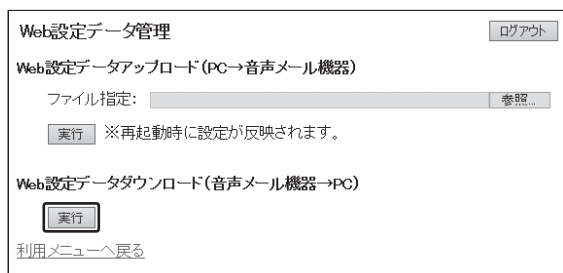 Web設定データ管理 ログアウト
Web設定データアップロード(PC→音声メール機器)
ファイル指定: 参照...
実行 ※再起動時に設定が反映されます。
Web設定データダウンロード(音声メール機器→PC)
実行
利用メニューへ戻る